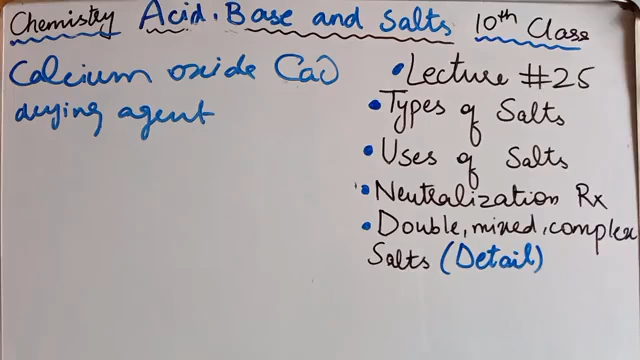 Chemistry Acid, Base and Salts 10th Class
Calcium oxide CaO
drying agent
• Lecture #25
• Types of Salts
• Uses of Salts
• Neutralization Rx
• Double, mixed, complex
Salts (Detail)